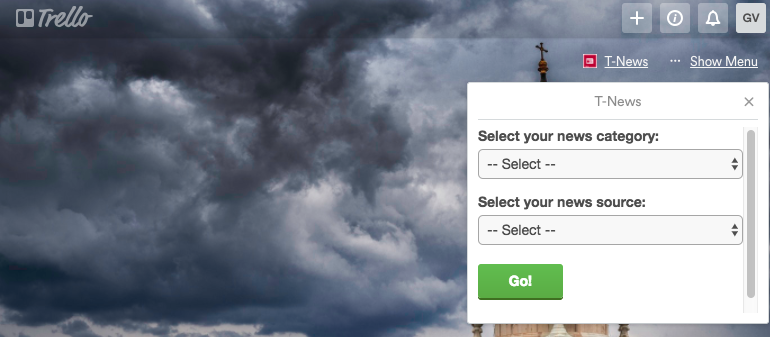 Trello
GV
T-News
··· Show Menu
T-News
×
Select your news category:
-- Select --
Select your news source:
-- Select --
Go!